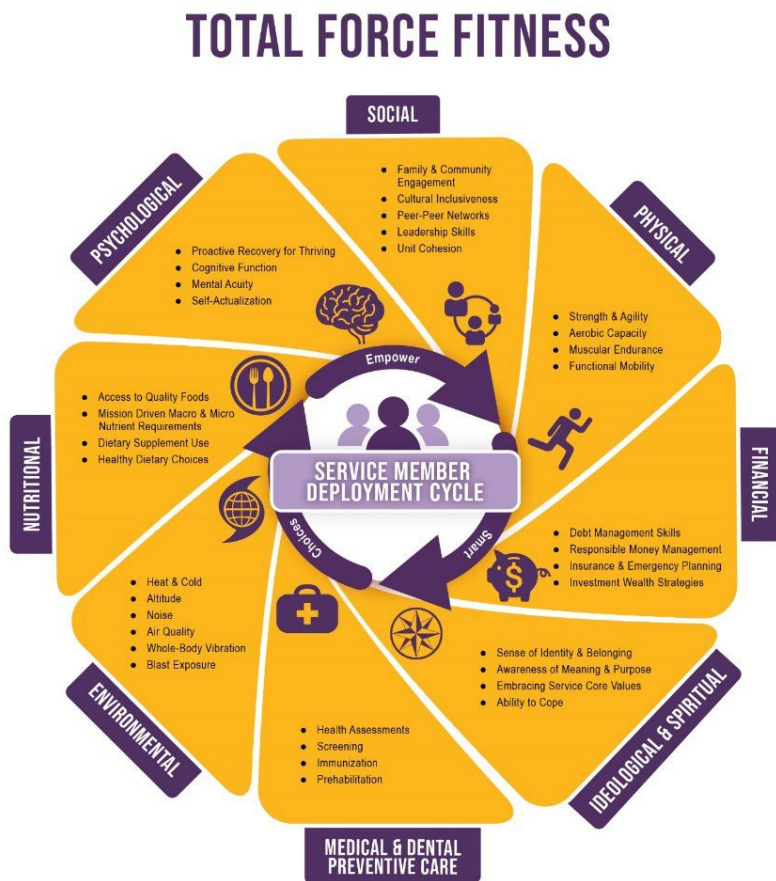 TOTAL FORCE FITNESS
SOCIAL
● Family & Community
Engagement
● Cultural Inclusiveness
● Peer-Peer Networks
● Leadership Skills
● Unit Cohesion
PHYSICAL
● Strength & Agility
● Aerobic Capacity
● Muscular Endurance
● Functional Mobility
FINANCIAL
● Debt Management Skills
● Responsible Money Management
● Insurance & Emergency Planning
● Investment Wealth Strategies
$
IDEOLOGICAL & SPIRITUAL
● Sense of Identity & Belonging
● Awareness of Meaning & Purpose
● Embracing Service Core Values
● Ability to Cope
MEDICAL & DENTAL
PREVENTIVE CARE
● Health Assessments
● Screening
● Immunization
● Prehabilitation
ENVIRONMENTAL
● Heat & Cold
● Altitude
● Noise
● Air Quality
● Whole-Body Vibration
● Blast Exposure
NUTRITIONAL
● Access to Quality Foods
● Mission Driven Macro & Micro
Nutrient Requirements
● Dietary Supplement Use
● Healthy Dietary Choices
PSYCHOLOGICAL
● Proactive Recovery for Thriving
● Cognitive Function
● Mental Acuity
● Self-Actualization
Empower
Smart
Choices
SERVICE MEMBER
DEPLOYMENT CYCLE